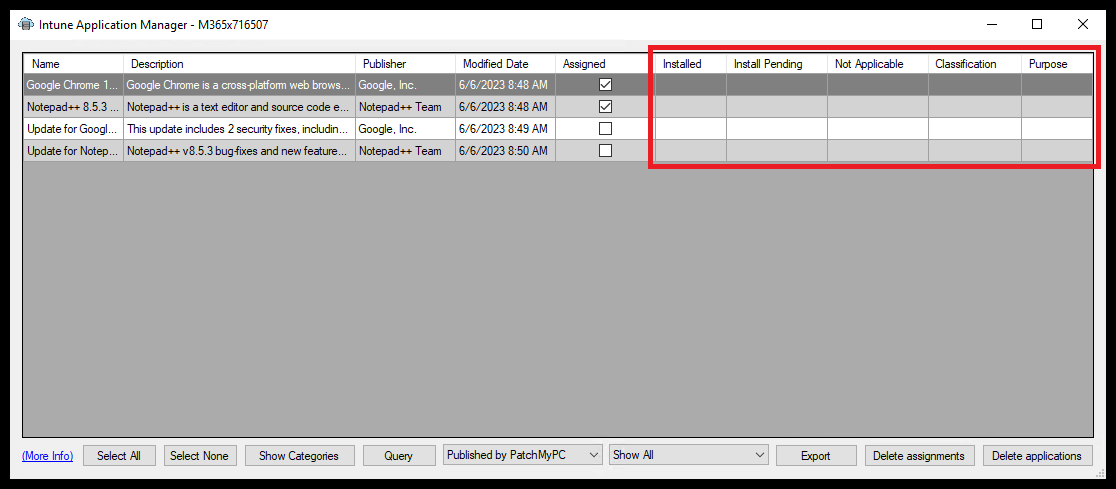 Intune Application Manager - M365x716507
Name Description Publisher Modified Date Assigned Installed Install Pending Not Applicable Classification Purpose
Google Chrome 1... Google Chrome is a cross-platform web brows... Google, Inc. 6/6/2023 8:48 AM
Notepad++ 8.5.3 ... Notepad++ is a text editor and source code e... Notepad++ Team 6/6/2023 8:48 AM
Update for Googl... This update includes 2 security fixes, includin... Google, Inc. 6/6/2023 8:49 AM
Update for Notep... Notepad++ v8.5.3 bug-fixes and new feature... Notepad++ Team 6/6/2023 8:50 AM
(More Info) Select All Select None Show Categories Query Published by PatchMyPC Show All Export Delete assignments Delete applications